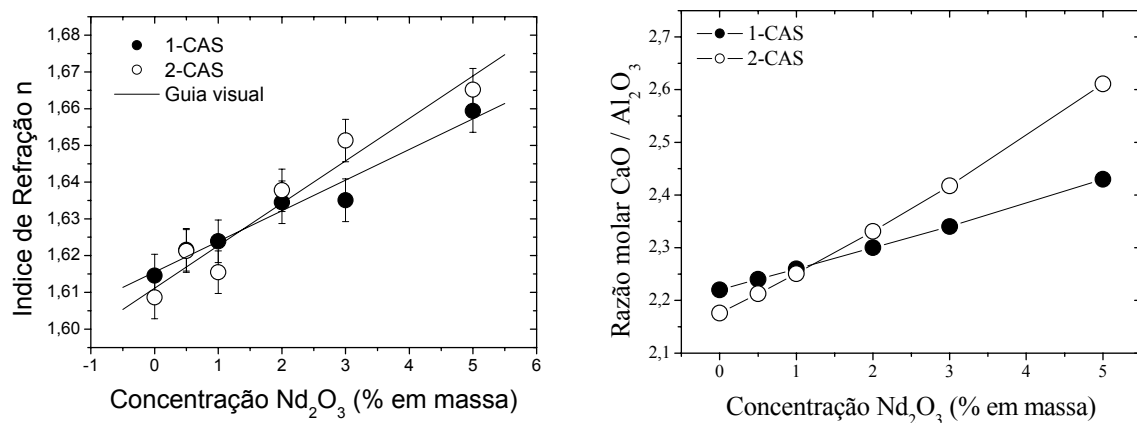 1,68
1,67
1,66
1,65
1,64
1,63
1,62
1,61
1,60
Indice de Refração n
1-CAS
2-CAS
Guia visual
-1 0 1 2 3 4 5 6
Concentração Nd₂O₃ (% em massa)
2,7
2,6
2,5
2,4
2,3
2,2
2,1
Razão molar CaO / Al₂O₃
1-CAS
2-CAS
0 1 2 3 4 5
Concentração Nd₂O₃ (% em massa)